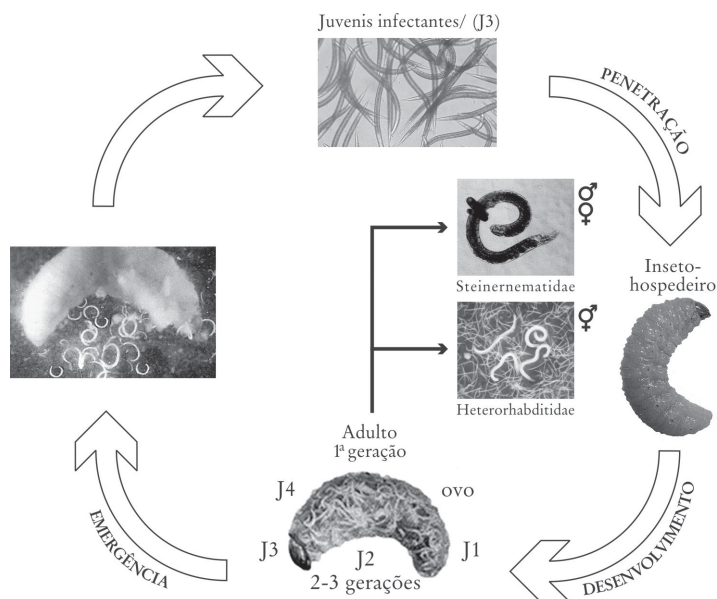 Juvenis infectantes/ (J3)
PENETRAÇÃO
♂
♀
Steinernematidae
Inseto-
hospedeiro
⚥
Heterorhabditidae
Adulto
1ª geração
J4
ovo
J3
J2
J1
2-3 gerações
DESENVOLVIMENTO
EMERGÊNCIA